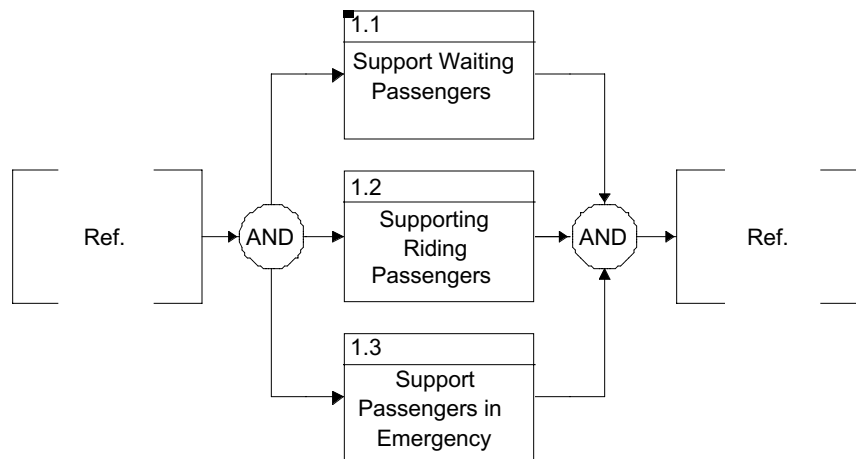 1.1
Support Waiting
Passengers
Ref.
AND
1.2
Supporting
Riding
Passengers
AND
Ref.
1.3
Support
Passengers in
Emergency